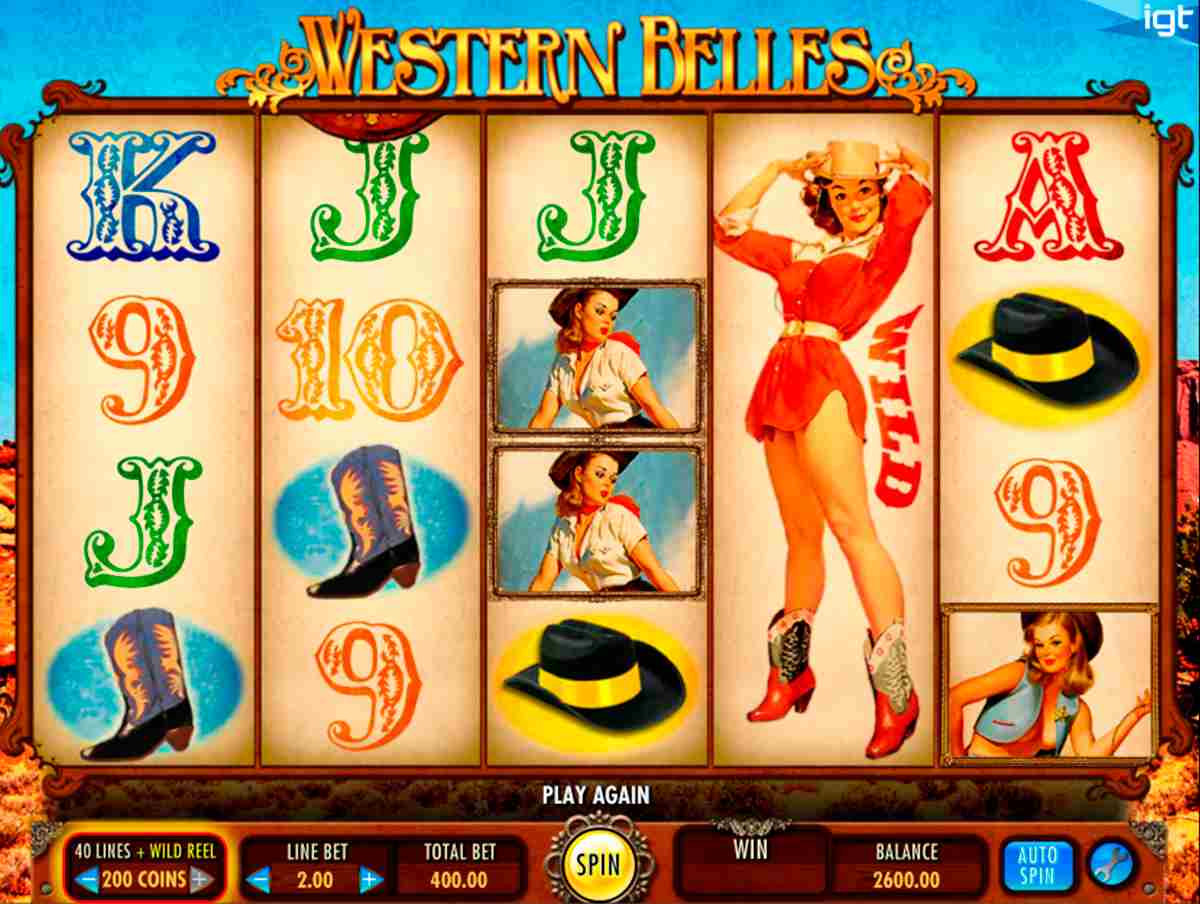 igt
WESTERN BELLES
K J J A
9 10
WILD
J 9
9
PLAY AGAIN
40 LINES + WILD REEL
200 COINS
LINE BET
2.00
TOTAL BET
400.00
SPIN
WIN
BALANCE
2600.00
AUTO
SPIN